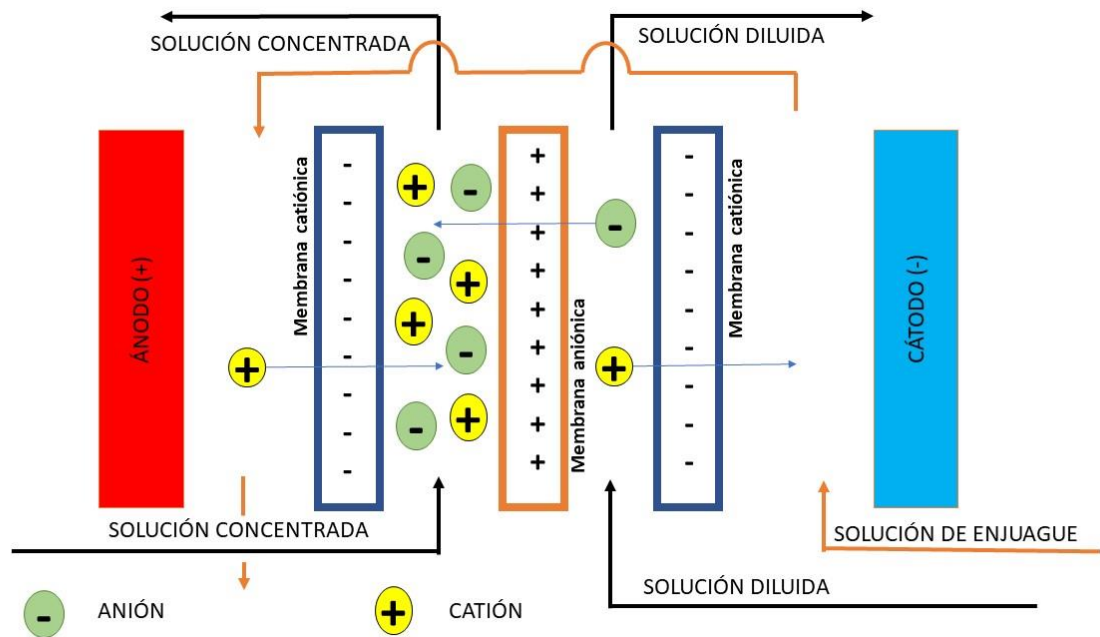 SOLUCIÓN CONCENTRADA
SOLUCIÓN DILUIDA
ÁNODO (+)
Membrana catiónica
Membrana aniónica
Membrana catiónica
CÁTODO (-)
SOLUCIÓN CONCENTRADA
SOLUCIÓN DE ENJUAGUE
SOLUCIÓN DILUIDA
- ANIÓN
+ CATIÓN